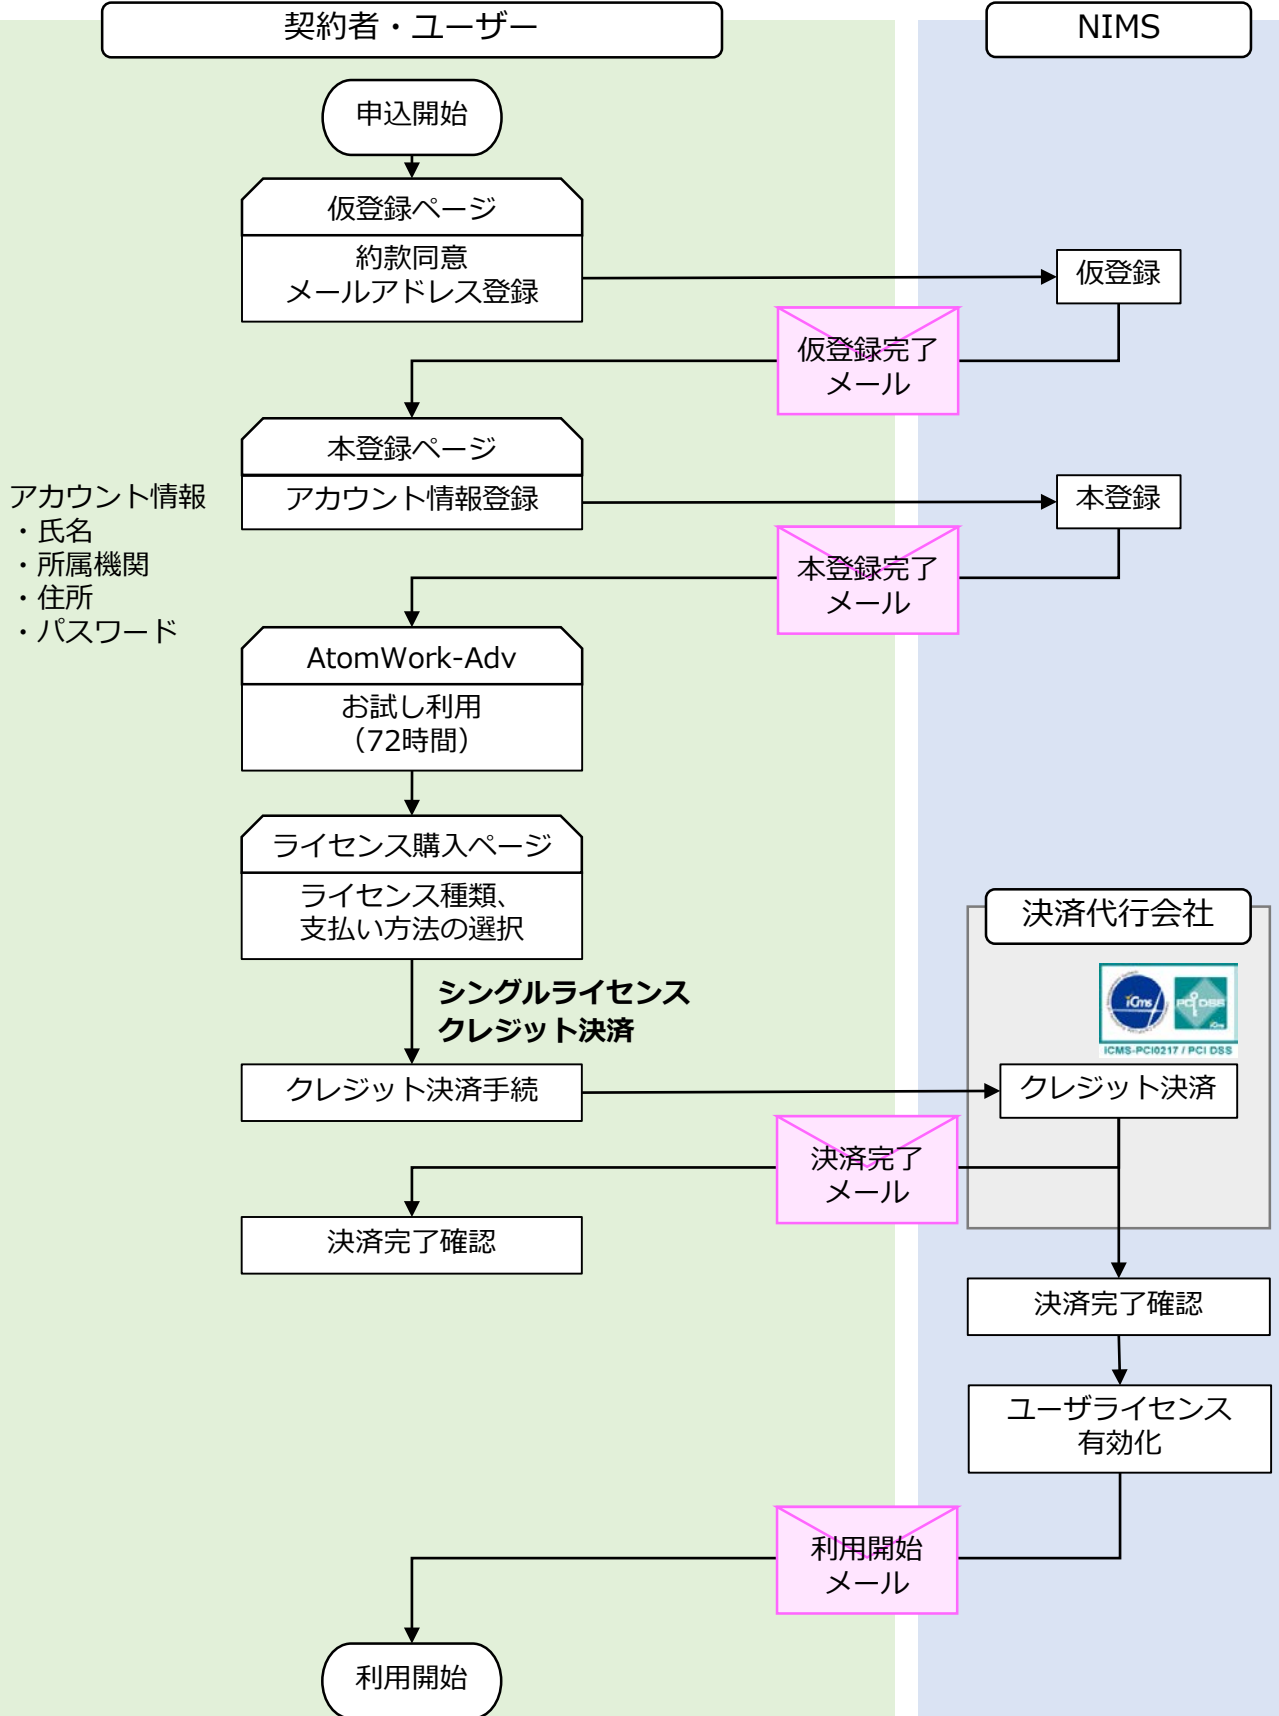 契約者・ユーザー
NIMS
申込開始
仮登録ページ
約款同意
メールアドレス登録
仮登録
仮登録完了
メール
本登録ページ
アカウント情報登録
本登録
アカウント情報
・氏名
・所属機関
・住所
・パスワード
本登録完了
メール
AtomWork-Adv
お試し利用
（72時間）
ライセンス購入ページ
ライセンス種類、
支払い方法の選択
決済代行会社
シングルライセンス
クレジット決済
iCms
PCI DSS
ICMS-PCI0217 / PCI DSS
クレジット決済手続
クレジット決済
決済完了
メール
決済完了確認
決済完了確認
ユーザライセンス
有効化
利用開始
メール
利用開始